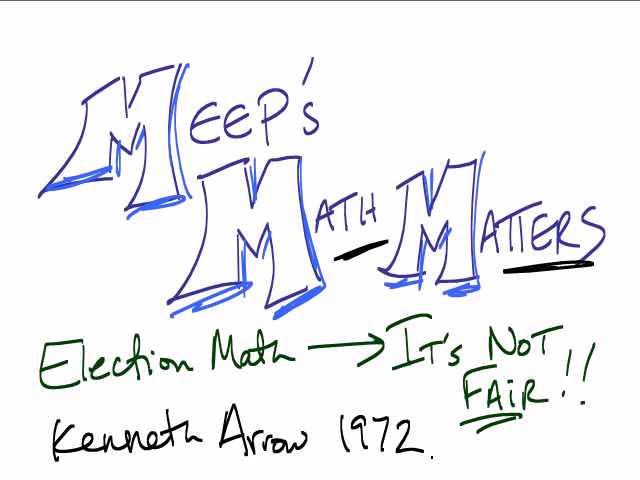 MEEP's
MATH MATTERS
Election Math → IT's NOT
FAiR!!
Kenneth Arrow 1972.